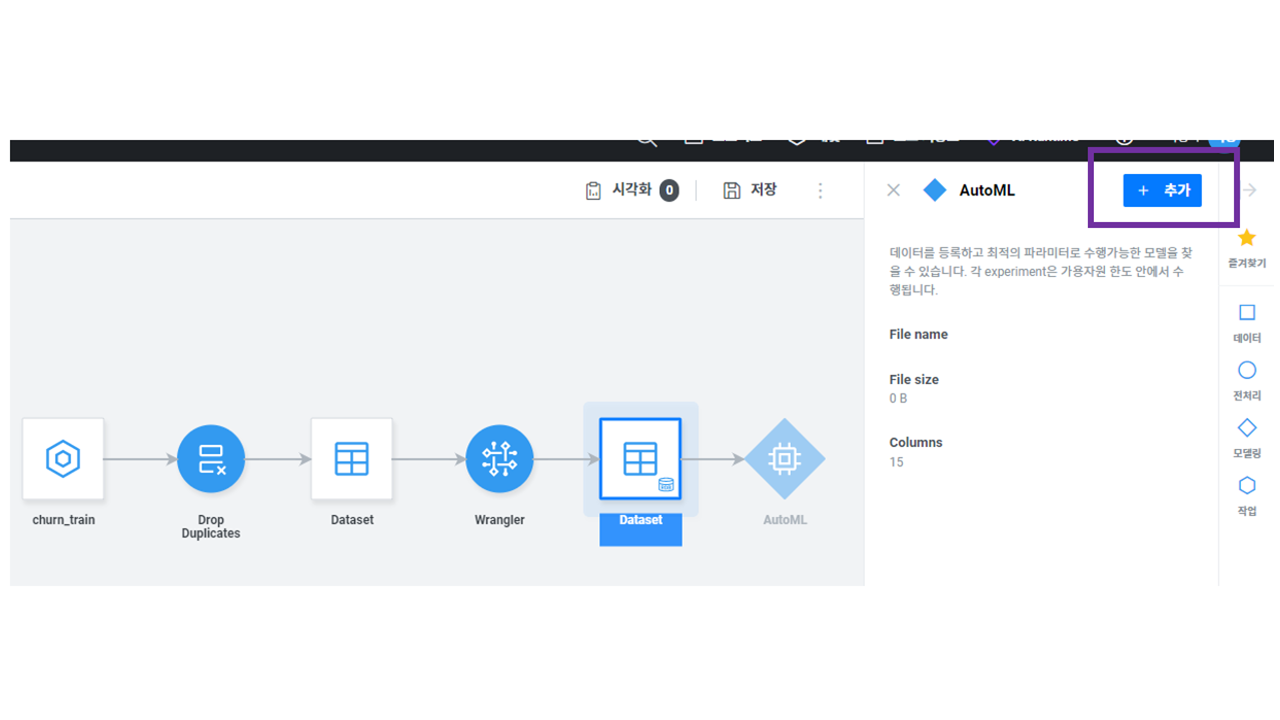 시각화 0
저장
AutoML
+ 추가
데이터를 등록하고 최적의 파라미터로 수행가능한 모델을 찾
을 수 있습니다. 각 experiment은 가용자원 한도 안에서 수
행됩니다.
File name
File size
0 B
Columns
15
즐겨찾기
데이터
전처리
모델링
작업
churn_train
Drop
Duplicates
Dataset
Wrangler
Dataset
AutoML